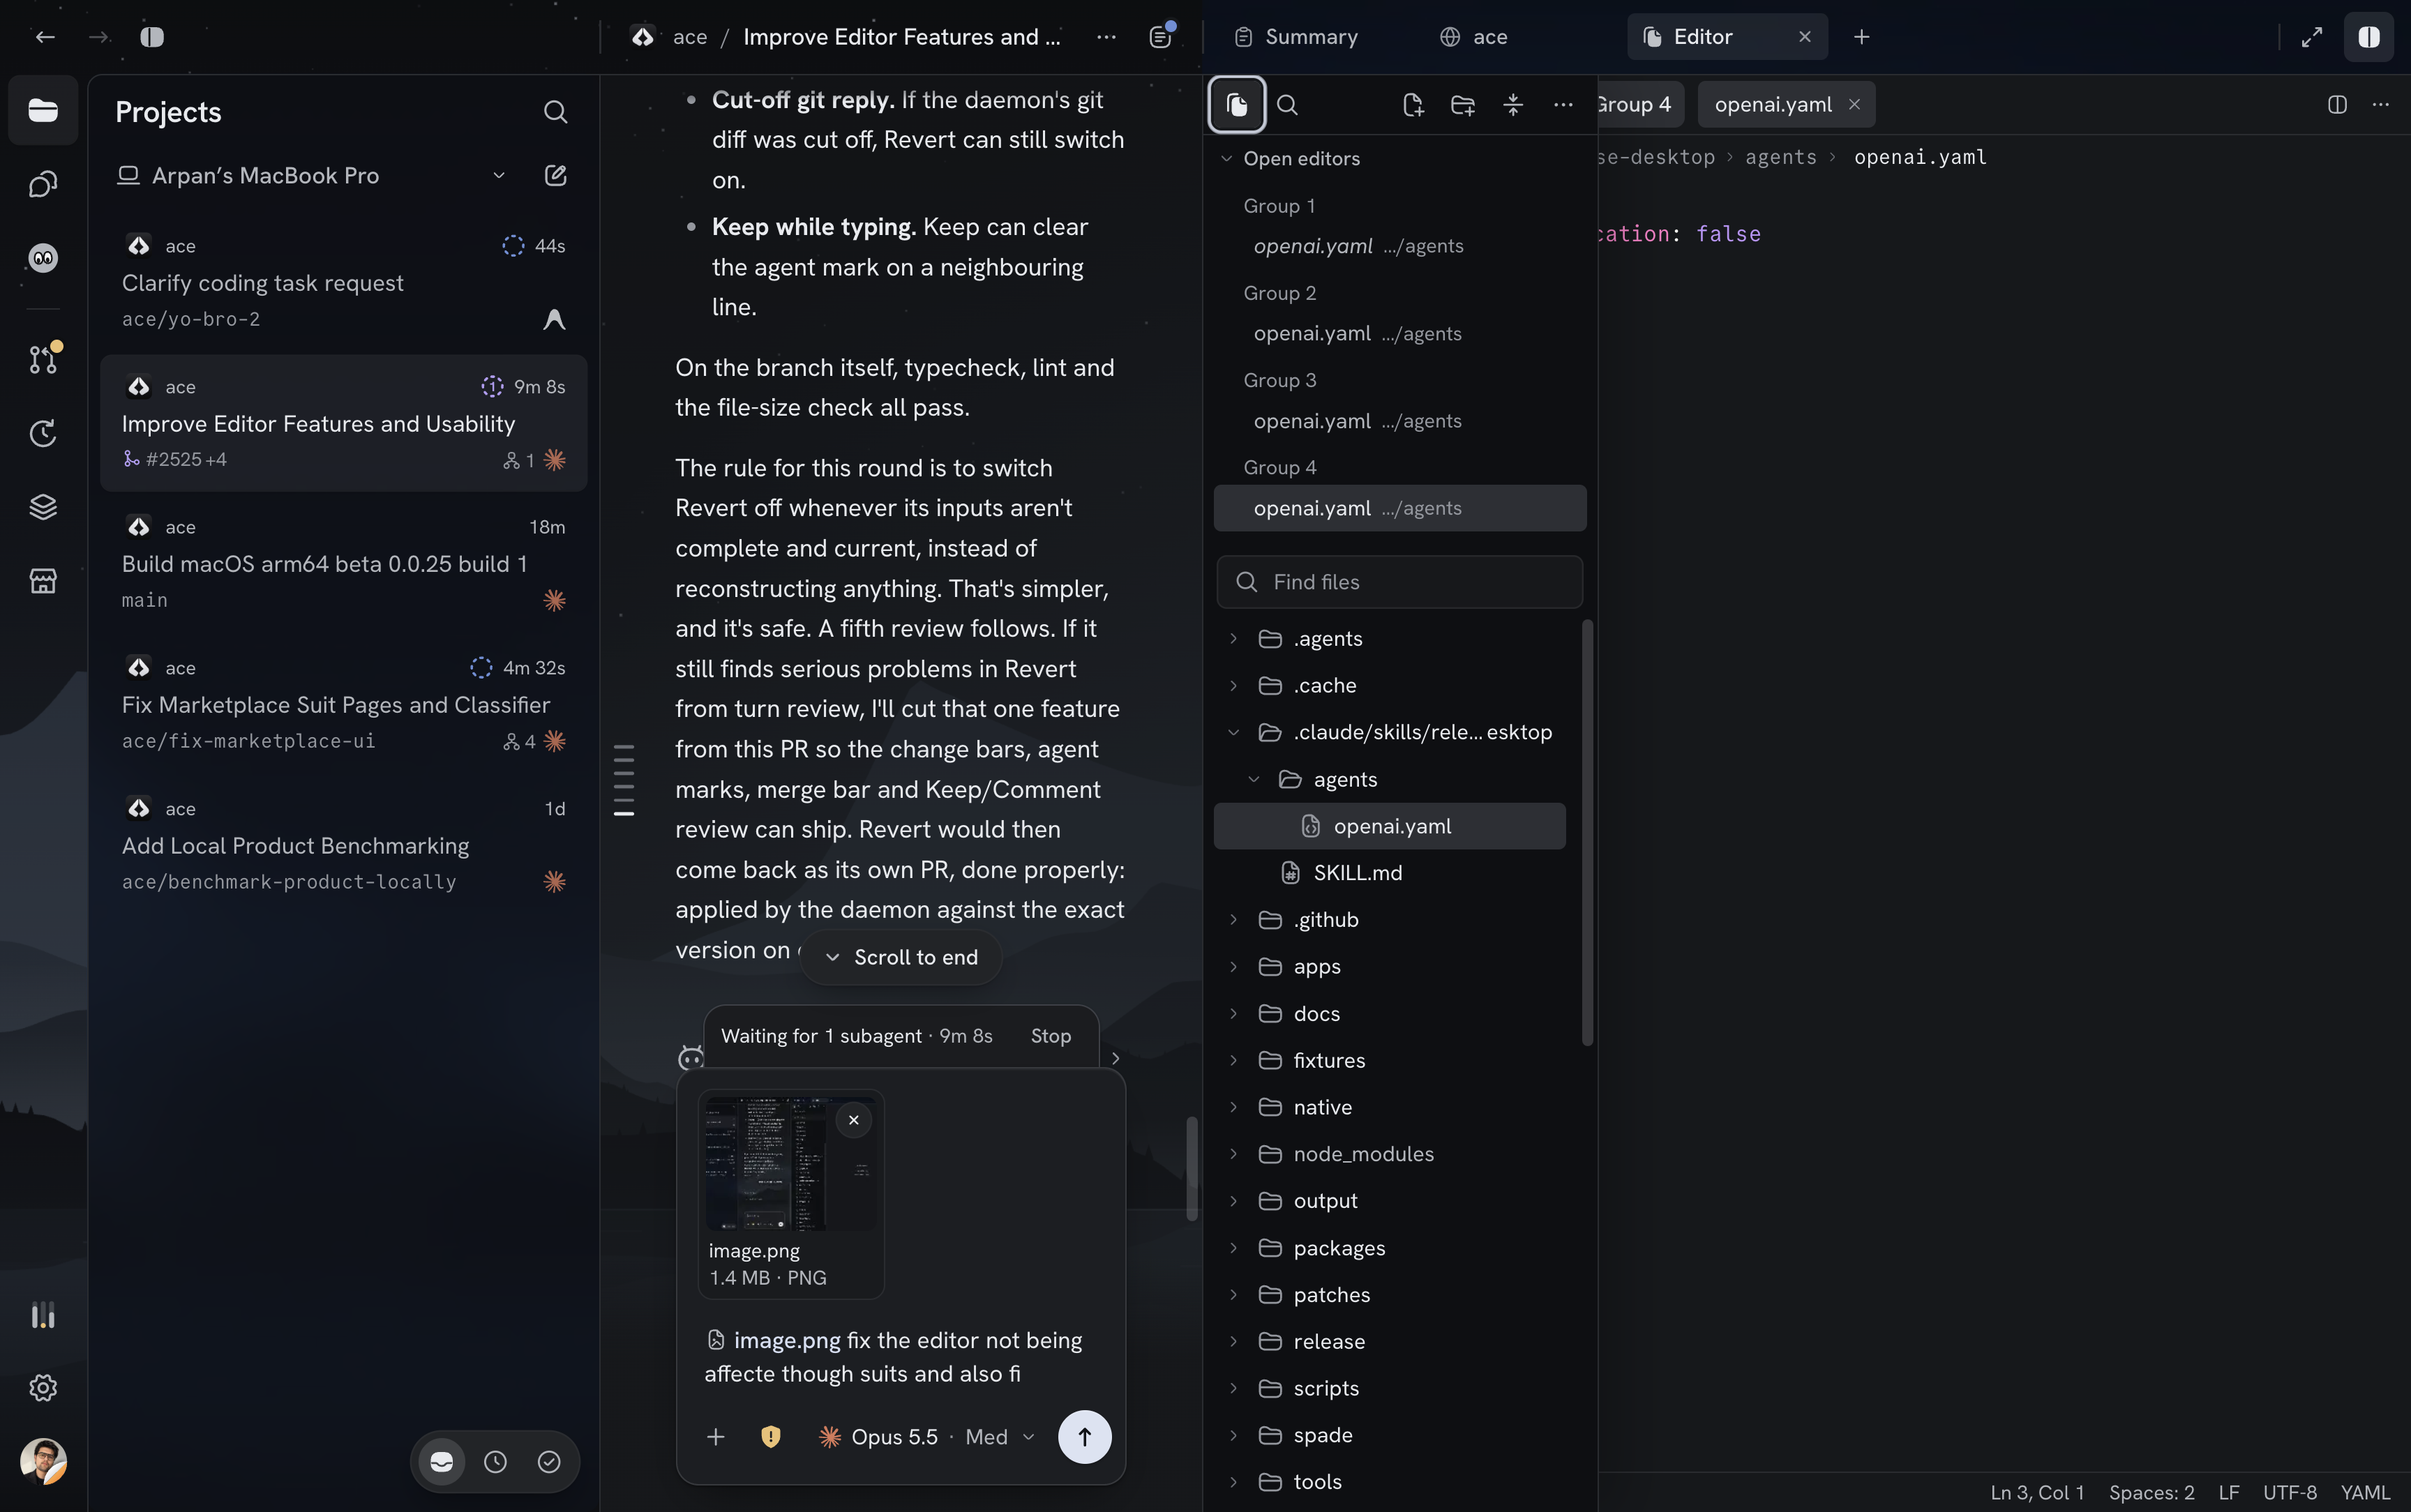 ace / Improve Editor Features and ...
Summary
ace
Editor
Projects
Arpan's MacBook Pro
ace 44s
Clarify coding task request
ace/yo-bro-2
ace 1 9m 8s
Improve Editor Features and Usability
#2525 +4 1
ace 18m
Build macOS arm64 beta 0.0.25 build 1
main
ace 4m 32s
Fix Marketplace Suit Pages and Classifier
ace/fix-marketplace-ui 4
ace 1d
Add Local Product Benchmarking
ace/benchmark-product-locally
Cut-off git reply. If the daemon's git
diff was cut off, Revert can still switch
on.
Keep while typing. Keep can clear
the agent mark on a neighbouring
line.
On the branch itself, typecheck, lint and
the file-size check all pass.
The rule for this round is to switch
Revert off whenever its inputs aren't
complete and current, instead of
reconstructing anything. That's simpler,
and it's safe. A fifth review follows. If it
still finds serious problems in Revert
from turn review, I'll cut that one feature
from this PR so the change bars, agent
marks, merge bar and Keep/Comment
review can ship. Revert would then
come back as its own PR, done properly:
applied by the daemon against the exact
version on
Scroll to end
Waiting for 1 subagent · 9m 8s Stop
image.png
1.4 MB · PNG
image.png fix the editor not being
affecte though suits and also fi
Opus 5.5 · Med
Open editors
Group 1
openai.yaml .../agents
Group 2
openai.yaml .../agents
Group 3
openai.yaml .../agents
Group 4
openai.yaml .../agents
Find files
.agents
.cache
.claude/skills/rele... esktop
agents
openai.yaml
SKILL.md
.github
apps
docs
fixtures
native
node_modules
output
packages
patches
release
scripts
spade
tools
Group 4
openai.yaml
se-desktop > agents > openai.yaml
cation: false
Ln 3, Col 1 Spaces: 2 LF UTF-8 YAML